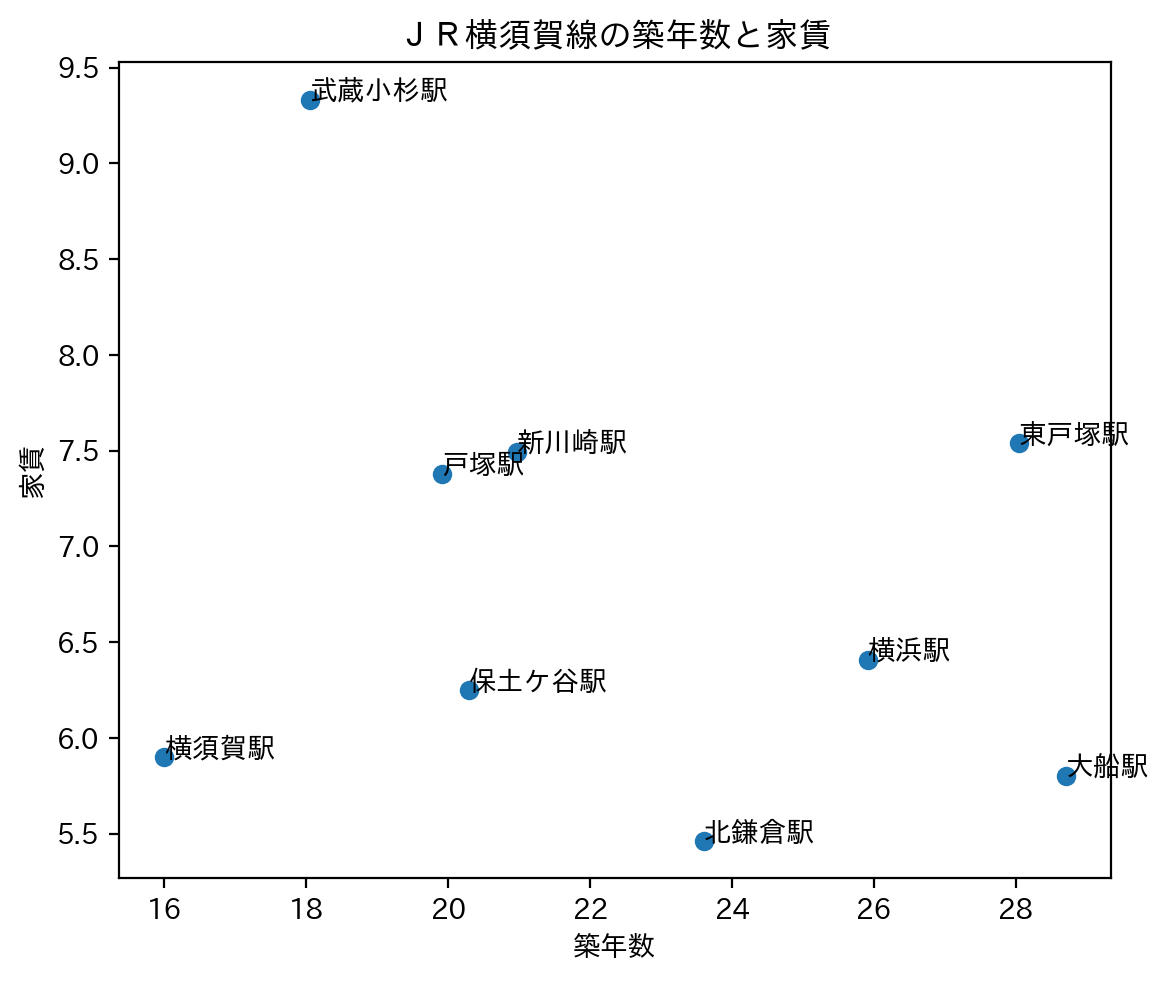 ＪＲ横須賀線の築年数と家賃
9.5
武蔵小杉駅
9.0
8.5
8.0
7.5
新川崎駅
東戸塚駅
戸塚駅
家賃
7.0
6.5
横浜駅
保土ケ谷駅
6.0
横須賀駅
大船駅
5.5
北鎌倉駅
16 18 20 22 24 26 28
築年数